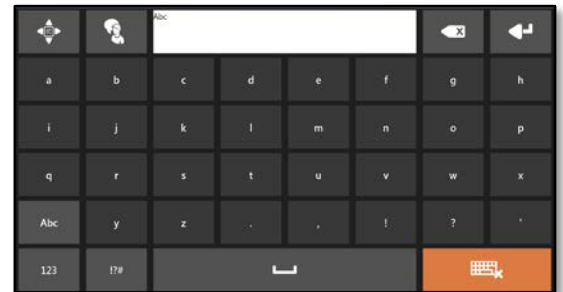 Abc
x
a b c d e f g h
i j k l m n o p
q r s t u v w x
Abc y z . , ! ? '
123 !?#